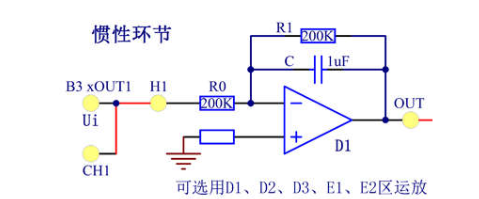 惯性环节
R1
200K
C 1uF
B3 xOUT1 H1 R0
200K
OUT
Ui
D1
CH1
可选用D1、D2、D3、E1、E2区运放